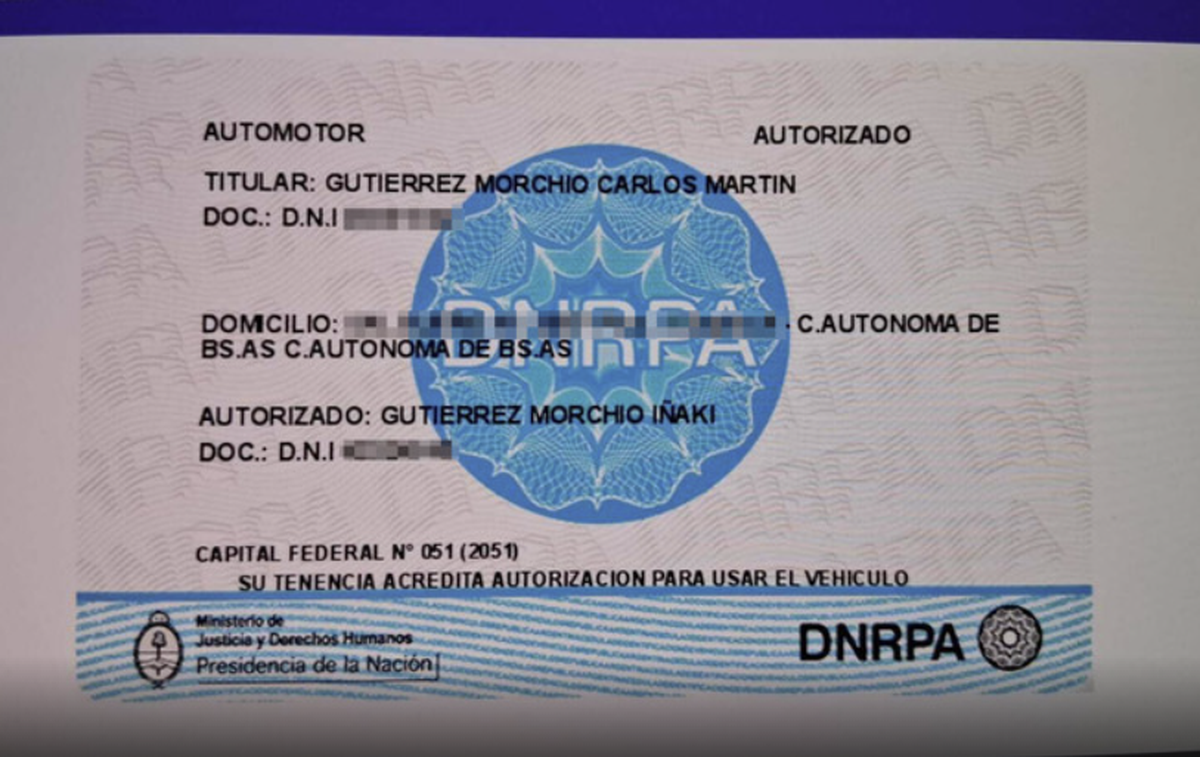 AUTOMOTOR AUTORIZADO
TITULAR: GUTIERREZ MORCHIO CARLOS MARTIN
DOC.: D.N.I
DOMICILIO: - C.AUTONOMA DE
BS.AS C.AUTONOMA DE BS.AS
DNRPA
AUTORIZADO: GUTIERREZ MORCHIO IÑAKI
DOC.: D.N.I
CAPITAL FEDERAL N° 051 (2051)
SU TENENCIA ACREDITA AUTORIZACION PARA USAR EL VEHICULO
Ministerio de
Justicia y Derechos Humanos
Presidencia de la Nación
DNRPA